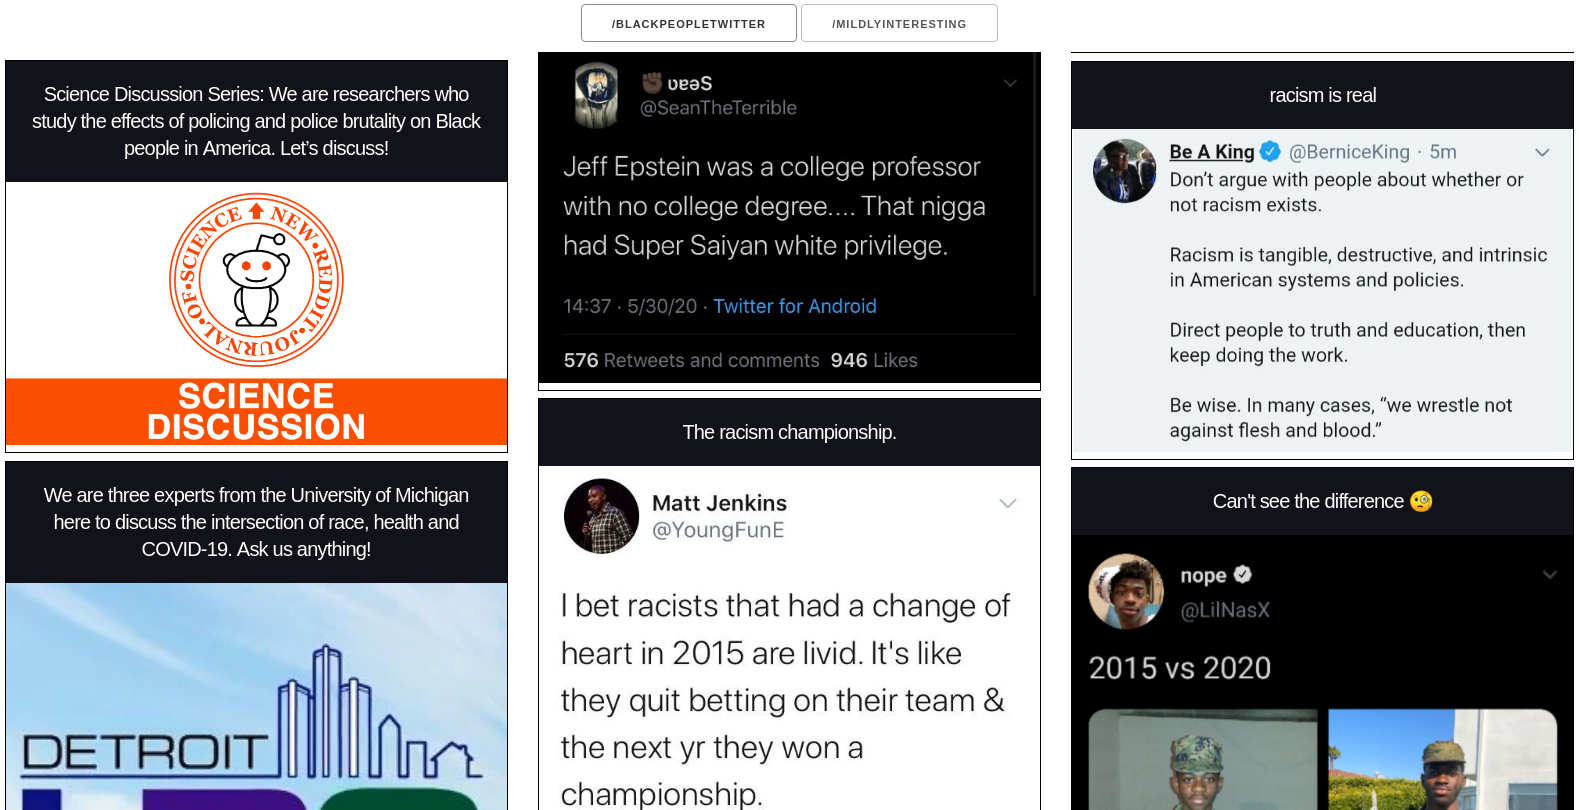 /BLACKPEOPLETWITTER
/MILDLYINTERESTING
Science Discussion Series: We are researchers who
study the effects of policing and police brutality on Black
people in America. Let’s discuss!
NEW•REDDIT•JOURNAL•OF•SCIENCE
SCIENCE
DISCUSSION
We are three experts from the University of Michigan
here to discuss the intersection of race, health and
COVID-19. Ask us anything!
DETROIT
ʋɐǝS
@SeanTheTerrible
Jeff Epstein was a college professor
with no college degree.... That nigga
had Super Saiyan white privilege.
14:37 · 5/30/20 · Twitter for Android
576 Retweets and comments 946 Likes
The racism championship.
Matt Jenkins
@YoungFunE
I bet racists that had a change of
heart in 2015 are livid. It's like
they quit betting on their team &
the next yr they won a
championship.
racism is real
Be A King @BerniceKing · 5m
Don’t argue with people about whether or
not racism exists.
Racism is tangible, destructive, and intrinsic
in American systems and policies.
Direct people to truth and education, then
keep doing the work.
Be wise. In many cases, “we wrestle not
against flesh and blood.”
Can't see the difference 🧐
nope
@LilNasX
2015 vs 2020